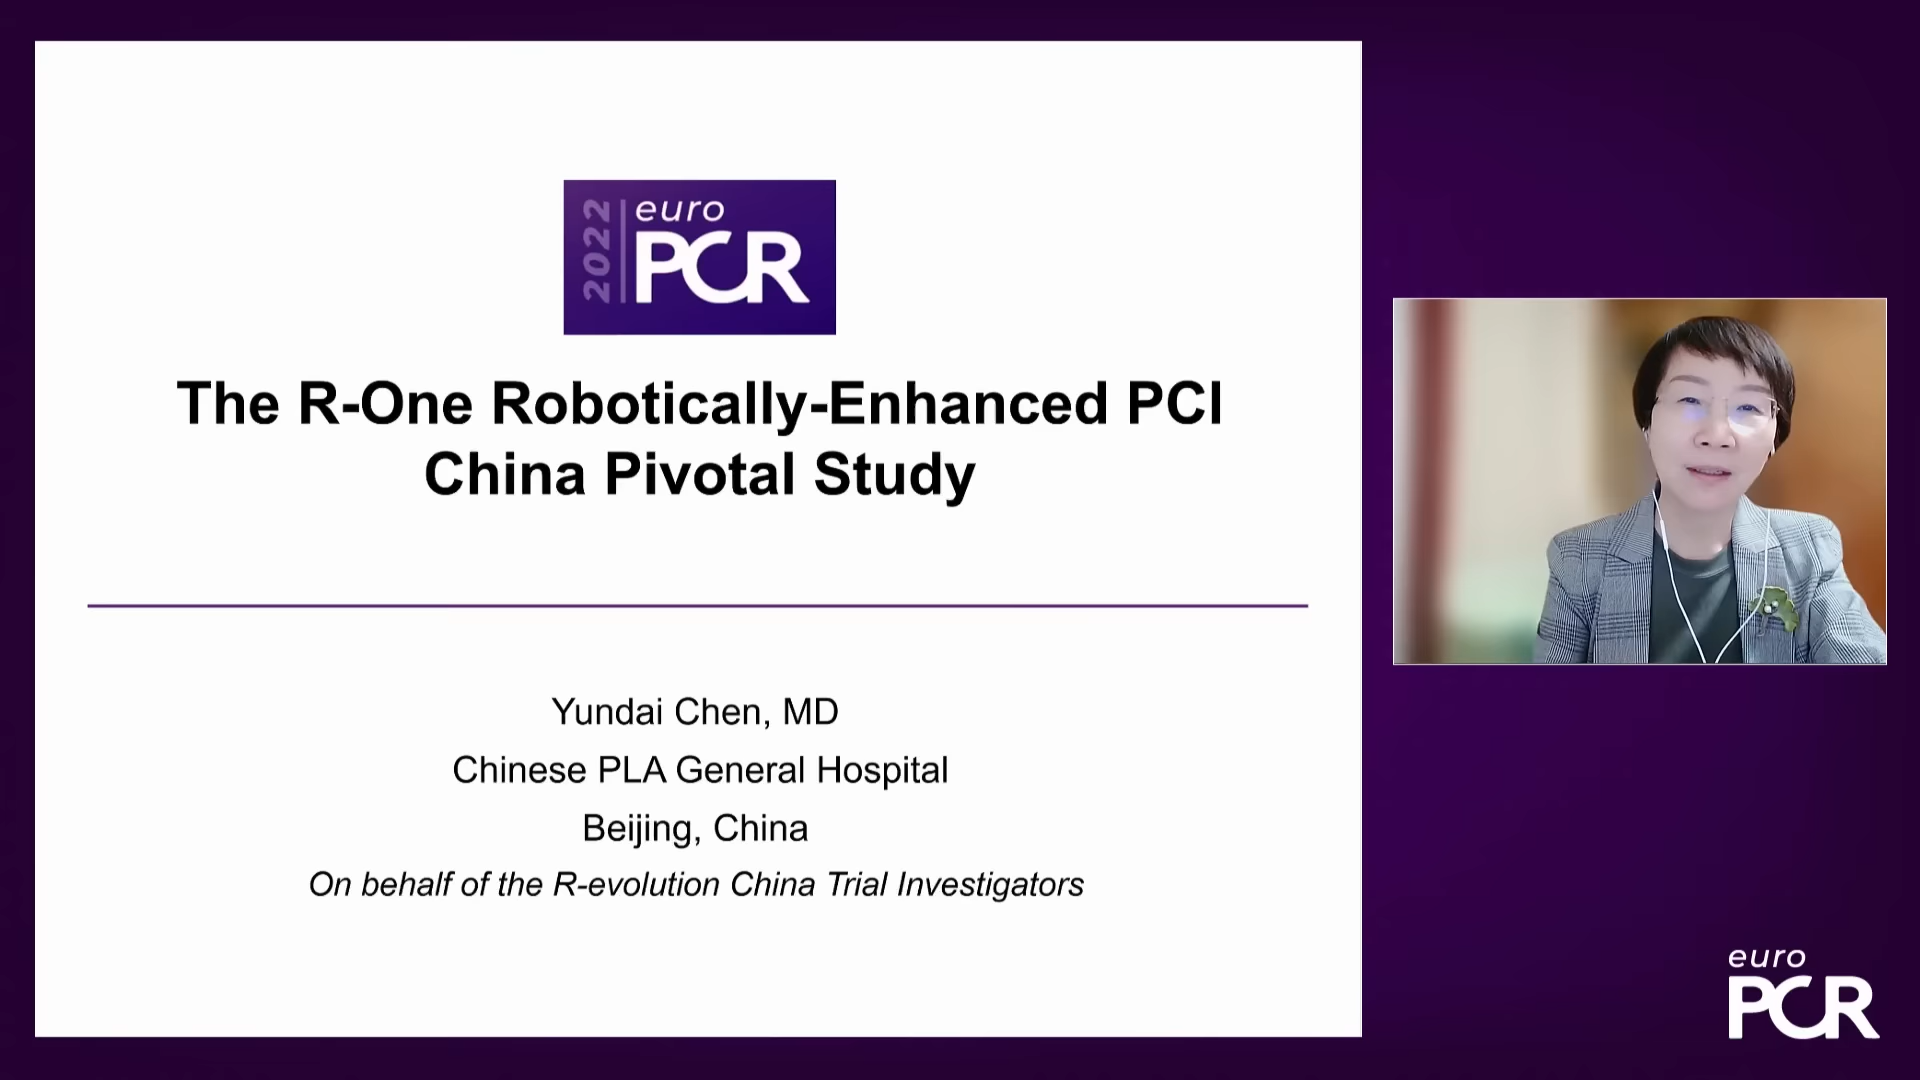 2022
euro
PCR
The R-One Robotically-Enhanced PCI
China Pivotal Study
Yundai Chen, MD
Chinese PLA General Hospital
Beijing, China
On behalf of the R-evolution China Trial Investigators
euro
PCR